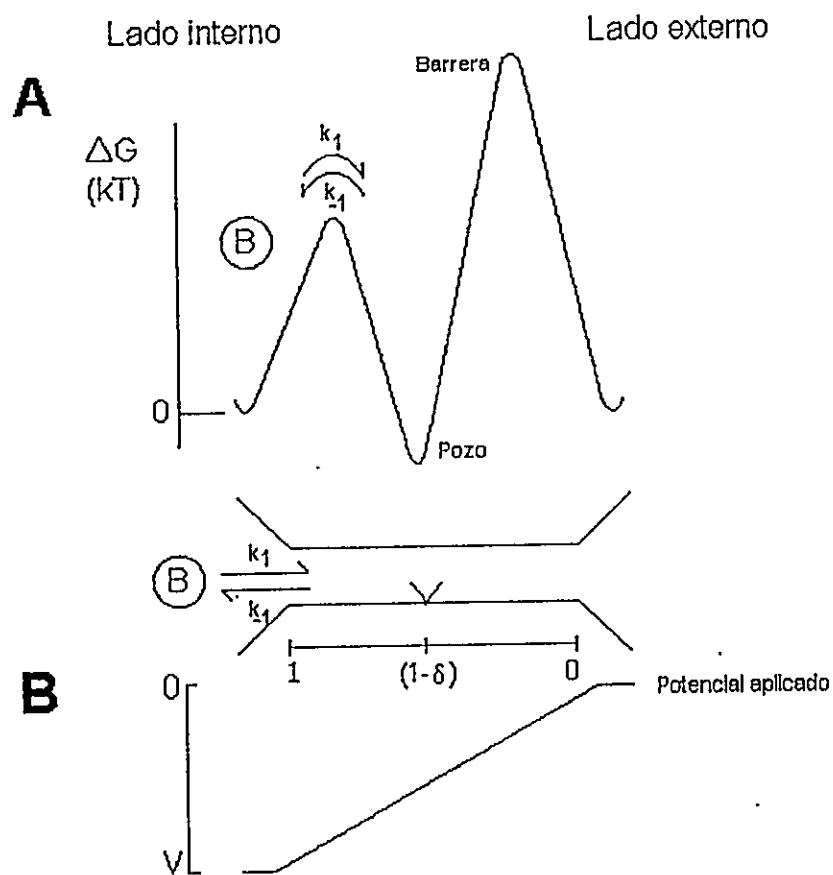 Lado interno
Lado externo
A
Barrera
ΔG
(KT)
k1
k-1
B
0
Pozo
B
k1
k-1
1
(1-δ)
0
B
0
Potencial aplicado
V